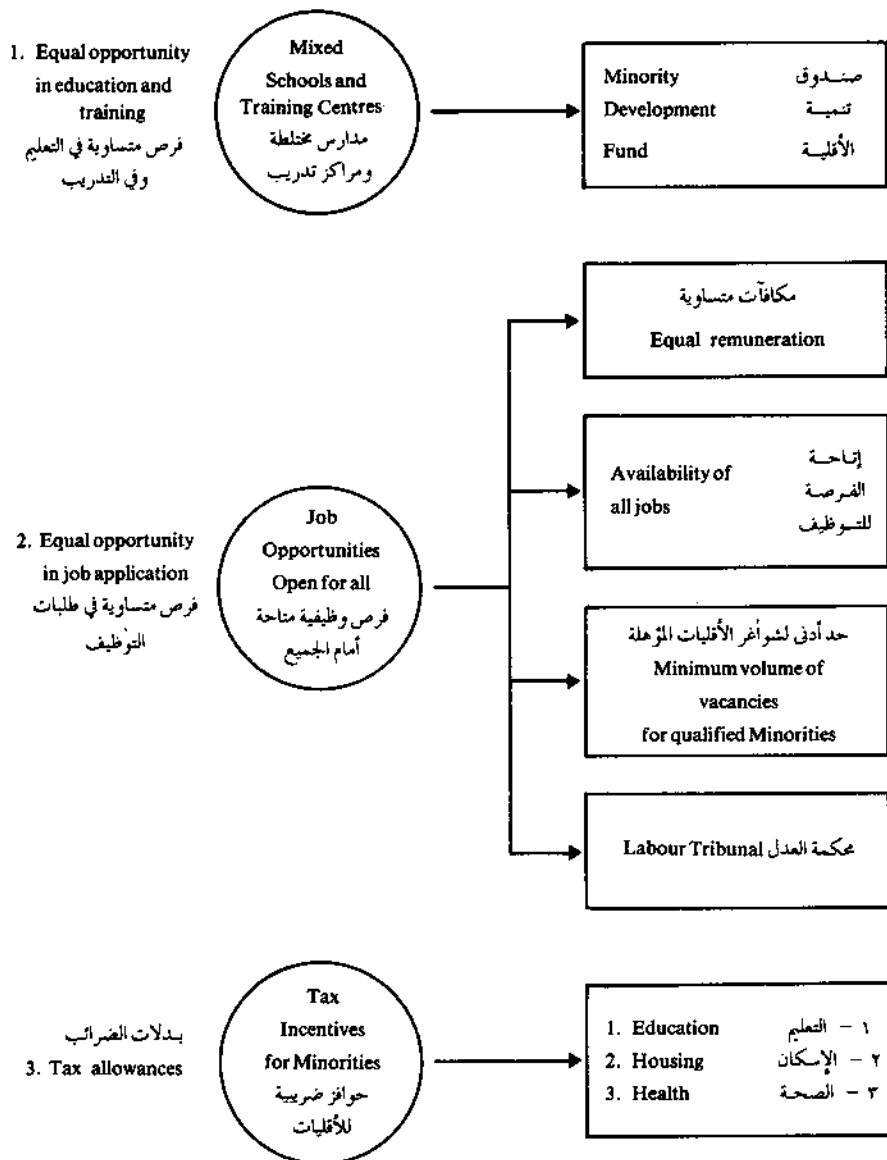 1. Equal opportunity
in education and
training
فرص متساوية في التعليم
وفي التدريب
Mixed
Schools and
Training Centres
مدارس مختلطة
ومراكز تدريب
Minority صندوق
Development تنمية
Fund الأقلية
2. Equal opportunity
in job application
فرص متساوية في طلبات
التوظيف
Job
Opportunities
Open for all
فرص وظيفية متاحة
أمام الجميع
مكافآت متساوية
Equal remuneration
Availability of
all jobs
إتاحة
الفرصة
للتوظيف
حد أدنى لشواغر الأقليات المؤهلة
Minimum volume of
vacancies
for qualified Minorities
Labour Tribunal محكمة العدل
بدلات الضرائب
3. Tax allowances
Tax
Incentives
for Minorities
حوافز ضريبية
للأقليات
1. Education ١ - التعليم
2. Housing ٢ - الإسكان
3. Health ٣ - الصحة